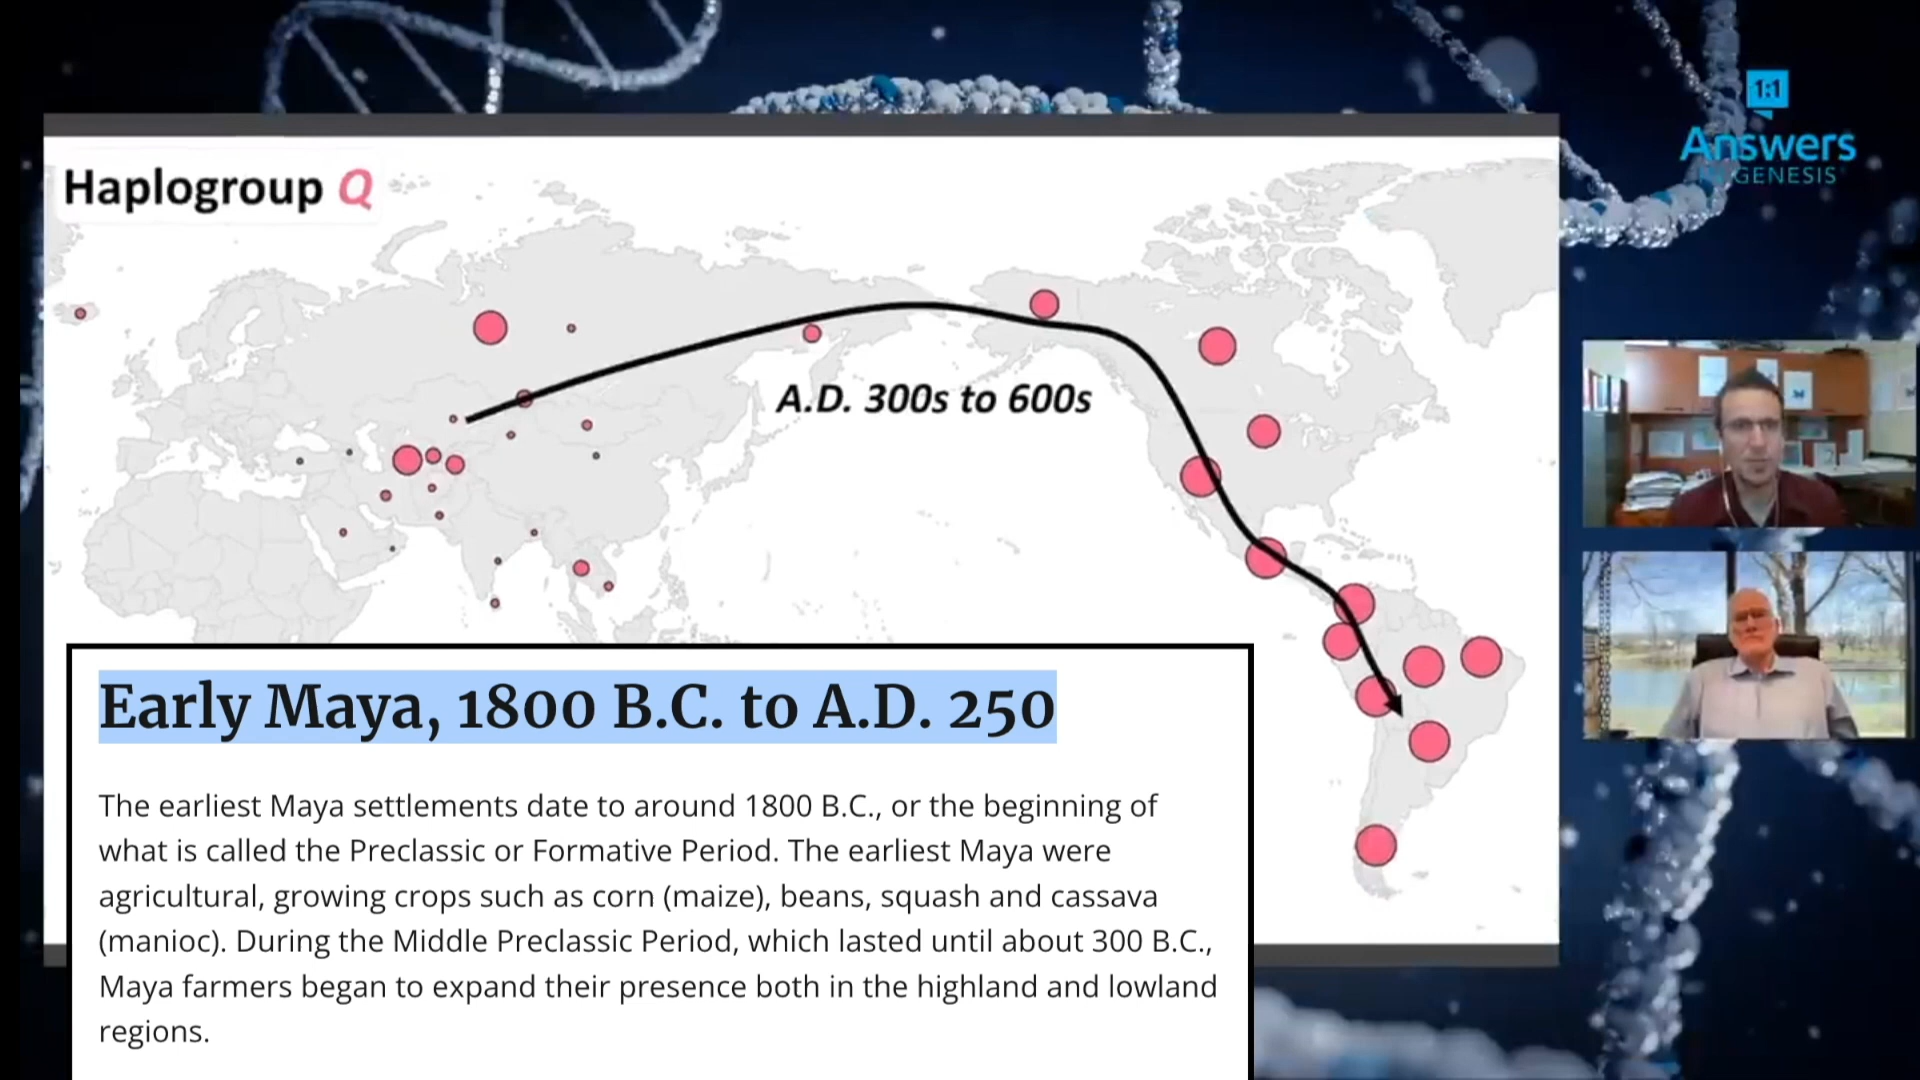 Haplogroup Q
1:1
Answers
IN GENESIS
A.D. 300s to 600s
Early Maya, 1800 B.C. to A.D. 250
The earliest Maya settlements date to around 1800 B.C., or the beginning of
what is called the Preclassic or Formative Period. The earliest Maya were
agricultural, growing crops such as corn (maize), beans, squash and cassava
(manioc). During the Middle Preclassic Period, which lasted until about 300 B.C.,
Maya farmers began to expand their presence both in the highland and lowland
regions.